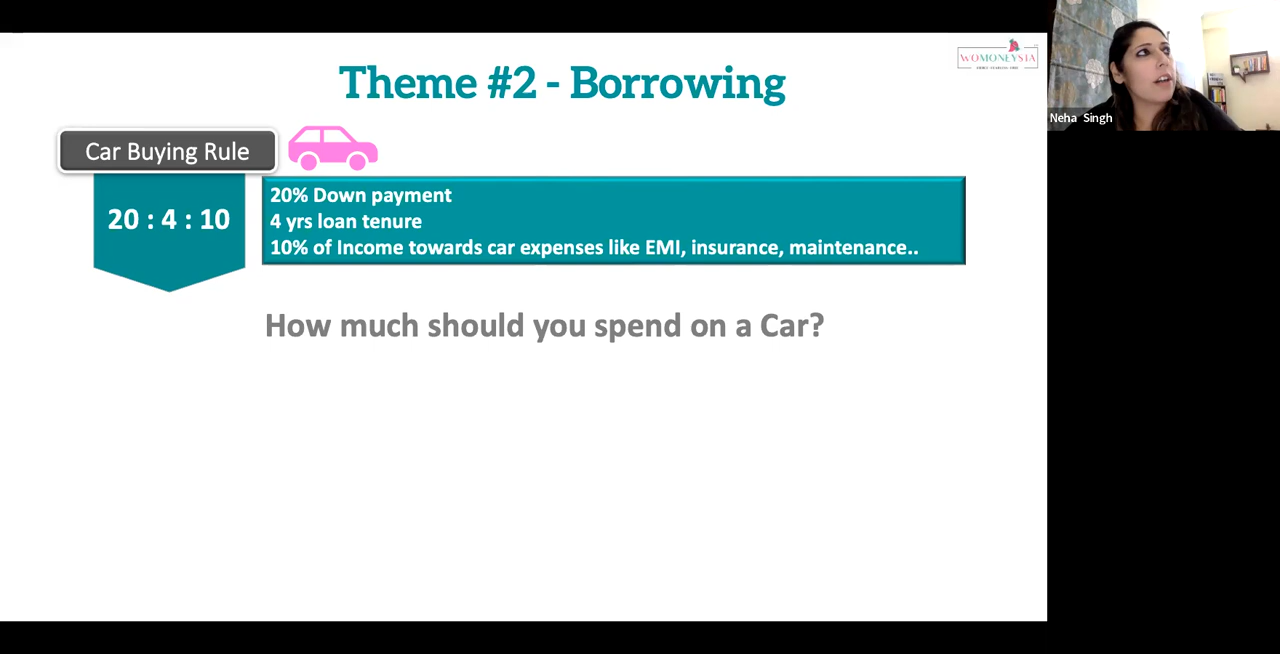 WOMONEYSTA
Theme #2 - Borrowing
Neha Singh
Car Buying Rule
20 : 4 : 10
20% Down payment
4 yrs loan tenure
10% of Income towards car expenses like EMI, insurance, maintenance..
How much should you spend on a Car?